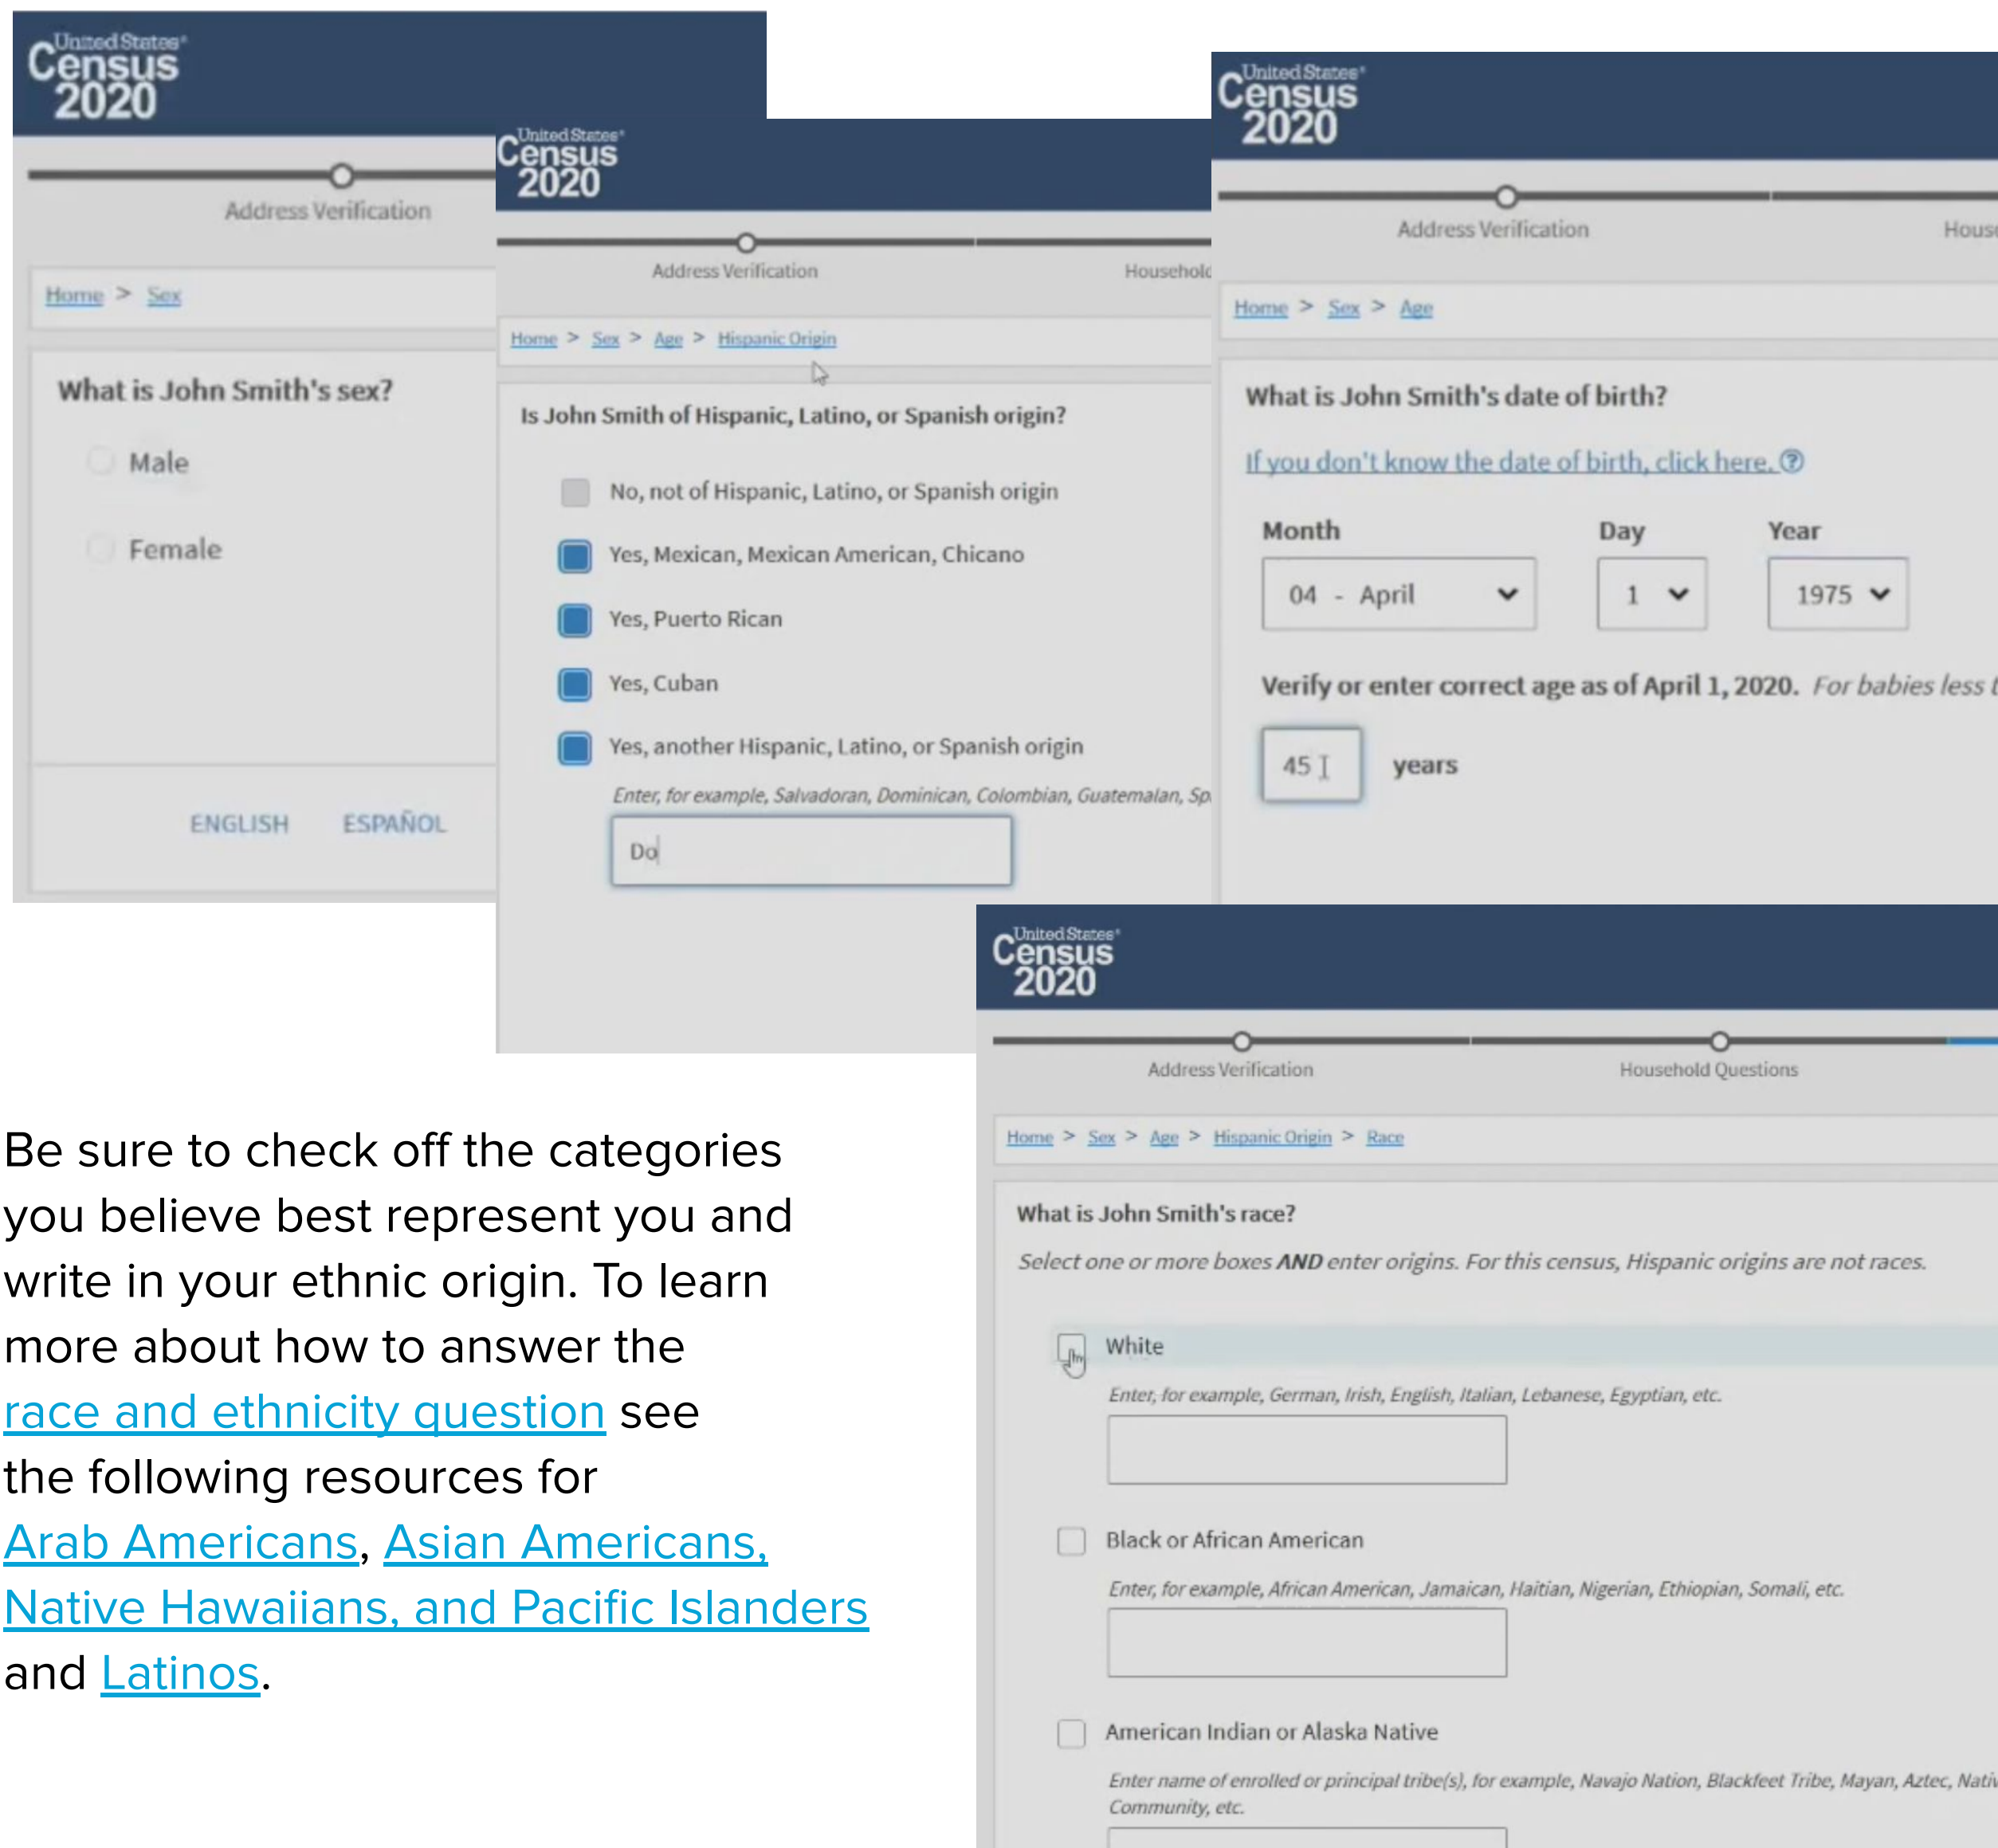 United States®
Census
2020
Address Verification
Home > Sex
What is John Smith's sex?
Male
Female
ENGLISH ESPAÑOL
United States®
Census
2020
Address Verification
Household
Home > Sex > Age > Hispanic Origin
Is John Smith of Hispanic, Latino, or Spanish origin?
No, not of Hispanic, Latino, or Spanish origin
Yes, Mexican, Mexican American, Chicano
Yes, Puerto Rican
Yes, Cuban
Yes, another Hispanic, Latino, or Spanish origin
Enter, for example, Salvadoran, Dominican, Colombian, Guatemalan, Sp
Do
United States®
Census
2020
Address Verification
House
Home > Sex > Age
What is John Smith's date of birth?
If you don't know the date of birth, click here. ?
Month Day Year
04 - April 1 1975
Verify or enter correct age as of April 1, 2020. For babies less t
45 years
United States®
Census
2020
Address Verification Household Questions
Home > Sex > Age > Hispanic Origin > Race
What is John Smith's race?
Select one or more boxes AND enter origins. For this census, Hispanic origins are not races.
White
Enter, for example, German, Irish, English, Italian, Lebanese, Egyptian, etc.
Black or African American
Enter, for example, African American, Jamaican, Haitian, Nigerian, Ethiopian, Somali, etc.
American Indian or Alaska Native
Enter name of enrolled or principal tribe(s), for example, Navajo Nation, Blackfeet Tribe, Mayan, Aztec, Nativ
Community, etc.
Be sure to check off the categories
you believe best represent you and
write in your ethnic origin. To learn
more about how to answer the
race and ethnicity question see
the following resources for
Arab Americans, Asian Americans,
Native Hawaiians, and Pacific Islanders
and Latinos.